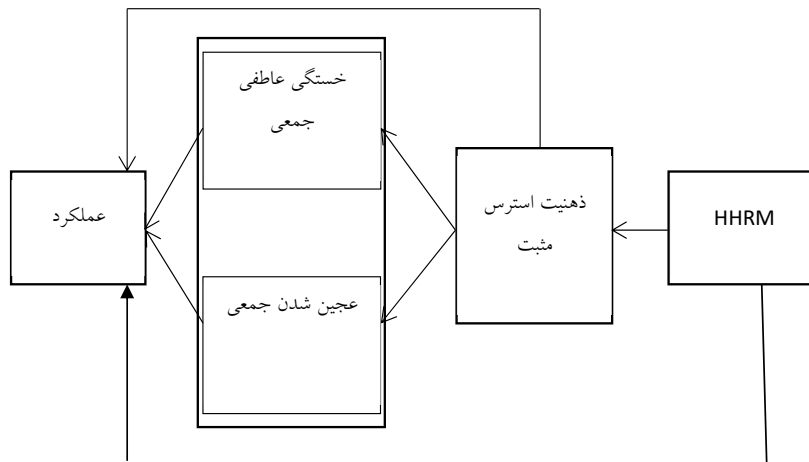 HHRM
ذهنیت استرس
مثبت
خستگی عاطفی
جمعی
عجین شدن جمعی
عملکرد